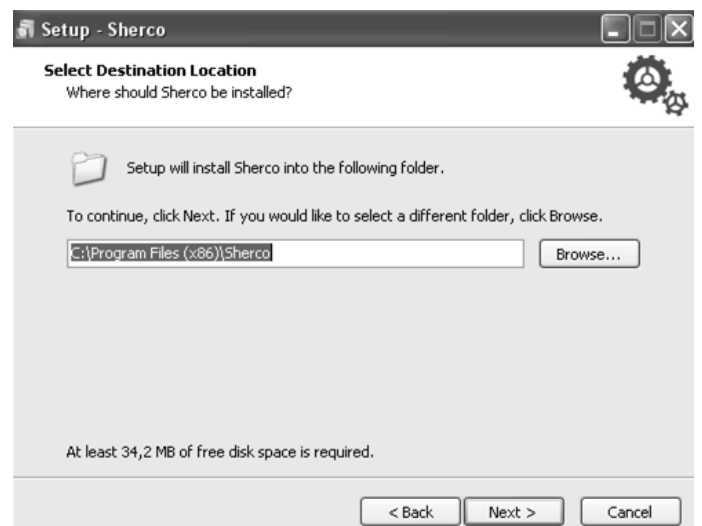 Setup - Sherco
Select Destination Location
Where should Sherco be installed?
Setup will install Sherco into the following folder.
To continue, click Next. If you would like to select a different folder, click Browse.
C:\Program Files (x86)\Sherco
Browse...
At least 34,2 MB of free disk space is required.
< Back Next > Cancel